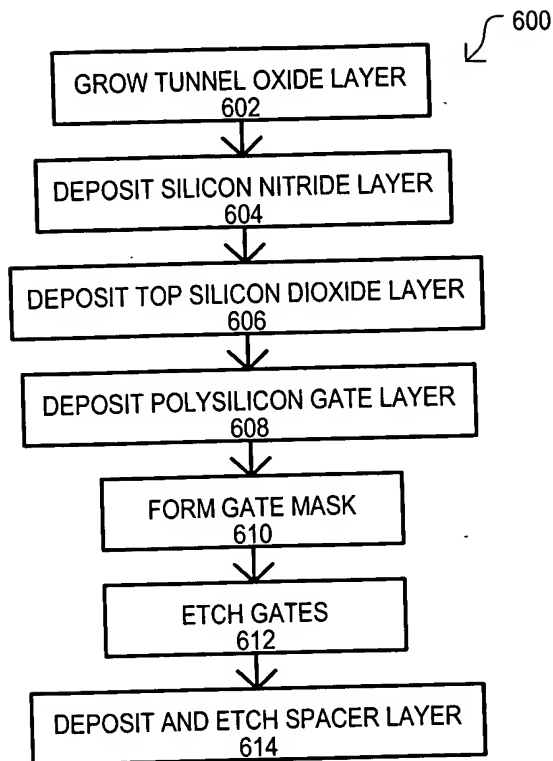 600
GROW TUNNEL OXIDE LAYER
602
DEPOSIT SILICON NITRIDE LAYER
604
DEPOSIT TOP SILICON DIOXIDE LAYER
606
DEPOSIT POLYSILICON GATE LAYER
608
FORM GATE MASK
610
ETCH GATES
612
DEPOSIT AND ETCH SPACER LAYER
614